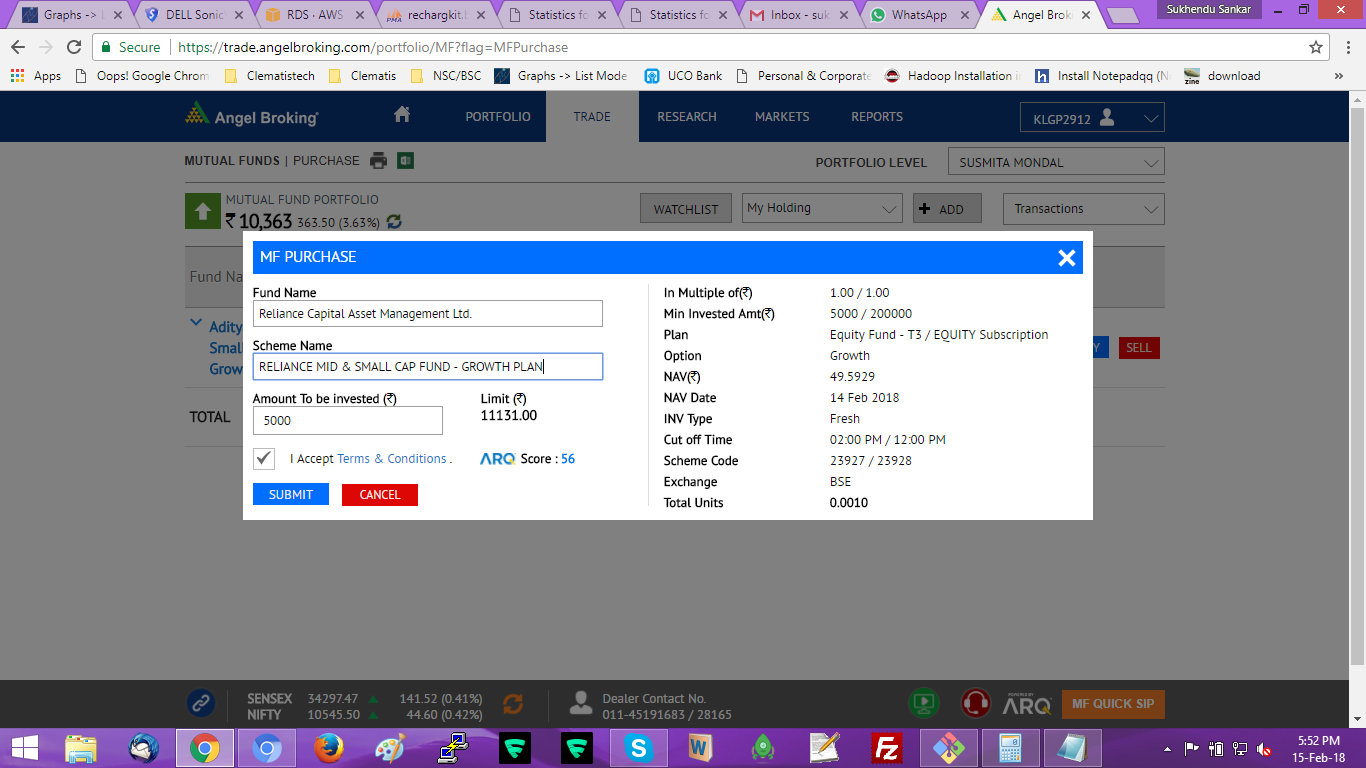 Graphs -> L
DELL Sonic
RDS · AWS
rechargkit.
Statistics fo
Statistics fo
Inbox - suk
WhatsApp
Angel Broki
Sukhendu Sankar
Secure
https://trade.angelbroking.com/portfolio/MF?flag=MFPurchase
Apps
Oops! Google Chrom
Clematistech
Clematis
NSC/BSC
Graphs -> List Mode
UCO Bank
Personal & Corporate
Hadoop Installation i
Install Notepadqq (N
download
»
Angel Broking
PORTFOLIO
TRADE
RESEARCH
MARKETS
REPORTS
KLGP2912
MUTUAL FUNDS | PURCHASE
PORTFOLIO LEVEL
SUSMITA MONDAL
MUTUAL FUND PORTFOLIO
₹ 10,363 363.50 (3.63%)
WATCHLIST
My Holding
+ ADD
Transactions
Fund Na
Adity
Smal
Grow
Y
SELL
TOTAL
MF PURCHASE
Fund Name
Reliance Capital Asset Management Ltd.
Scheme Name
RELIANCE MID & SMALL CAP FUND - GROWTH PLAN
Amount To be invested (₹)
5000
Limit (₹)
11131.00
I Accept Terms & Conditions .
ARQ Score : 56
SUBMIT
CANCEL
In Multiple of(₹) 1.00 / 1.00
Min Invested Amt(₹) 5000 / 200000
Plan Equity Fund - T3 / EQUITY Subscription
Option Growth
NAV(₹) 49.5929
NAV Date 14 Feb 2018
INV Type Fresh
Cut off Time 02:00 PM / 12:00 PM
Scheme Code 23927 / 23928
Exchange BSE
Total Units 0.0010
SENSEX 34297.47 141.52 (0.41%)
NIFTY 10545.50 44.60 (0.42%)
Dealer Contact No.
011-45191683 / 28165
POWERED BY
ARQ
MF QUICK SIP
5:52 PM
15-Feb-18